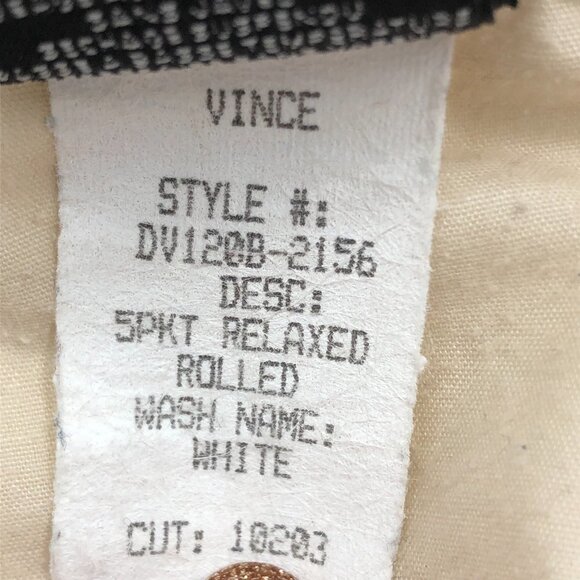 VINCE
STYLE #:
DV120B-2156
DESC:
5PKT RELAXED
ROLLED
WASH NAME:
WHITE
CUT: 10203